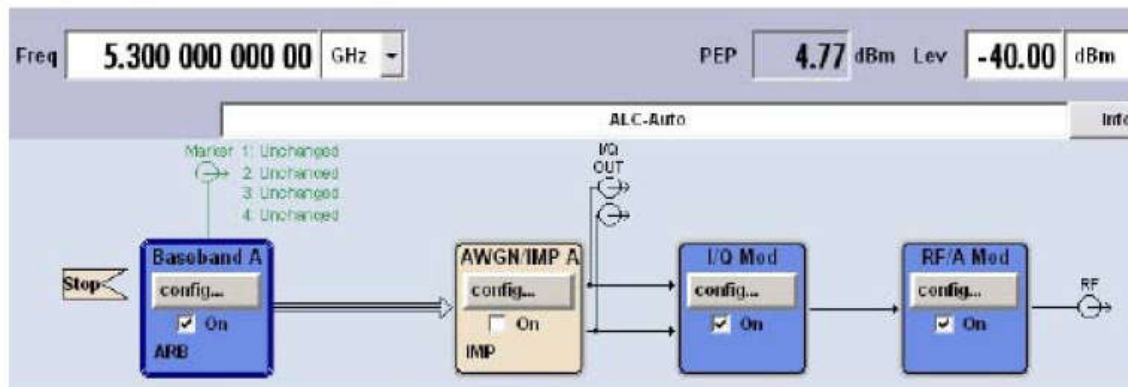 Freq 5.300 000 000 00 GHz PEP 4.77 dBm Lev -40.00 dBm
ALC-Auto Info
Marker 1: Unchanged
2: Unchanged
3: Unchanged
4: Unchanged
I/Q
OUT
Stop
Baseband A
config...
On
ARB
AWGN/IMP A
config...
On
IMP
I/Q Mod
config...
On
RF/A Mod
config...
On
RF